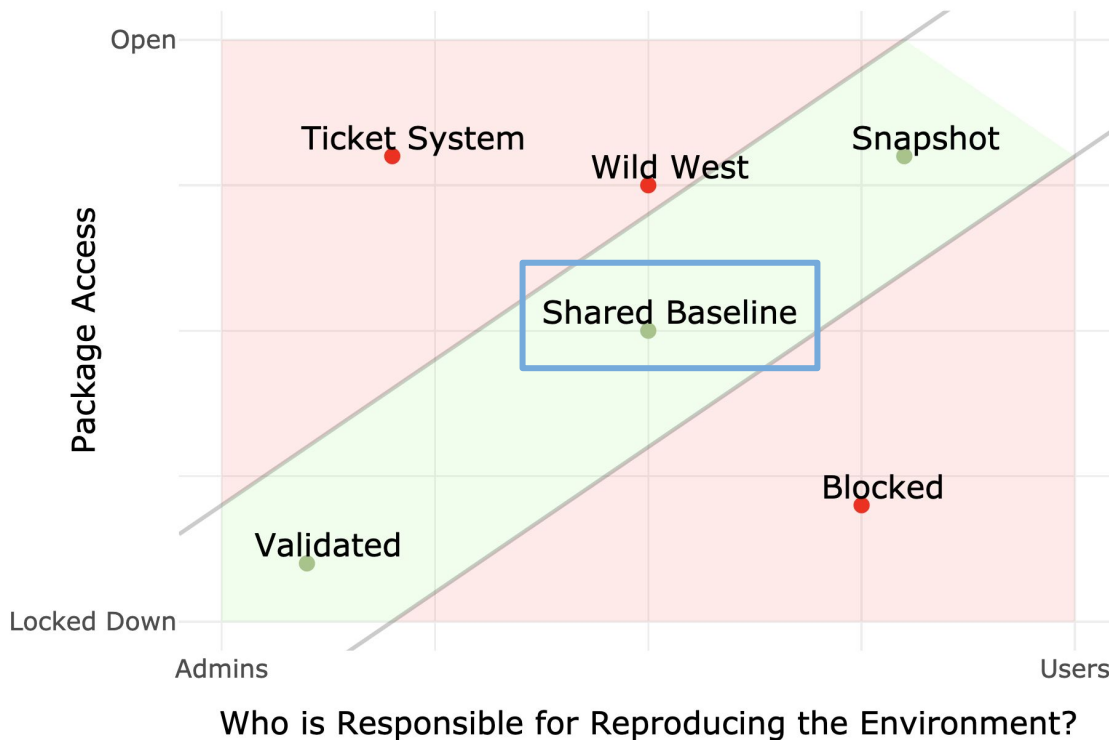 Open
Ticket System
Wild West
Snapshot
Package Access
Shared Baseline
Blocked
Validated
Locked Down
Admins
Users
Who is Responsible for Reproducing the Environment?